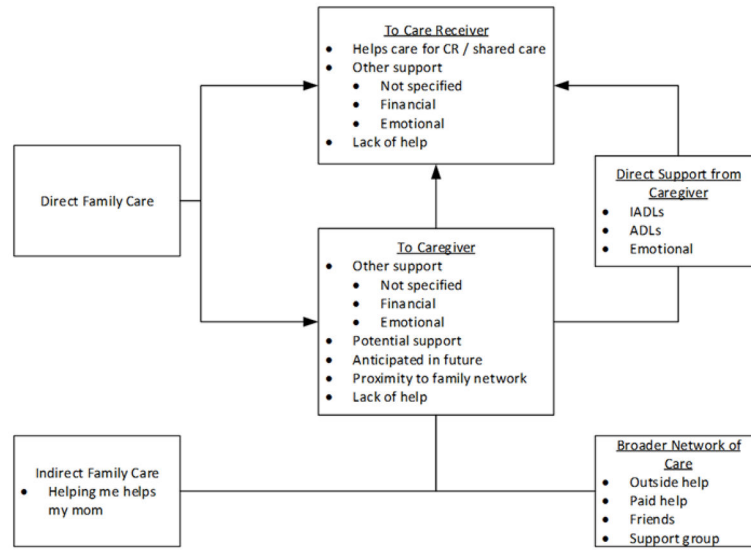 To Care Receiver
• Helps care for CR / shared care
• Other support
• Not specified
• Financial
• Emotional
• Lack of help
Direct Family Care
Direct Support from
Caregiver
• IADLs
• ADLs
• Emotional
To Caregiver
• Other support
• Not specified
• Financial
• Emotional
• Potential support
• Anticipated in future
• Proximity to family network
• Lack of help
Indirect Family Care
• Helping me helps
my mom
Broader Network of
Care
• Outside help
• Paid help
• Friends
• Support group